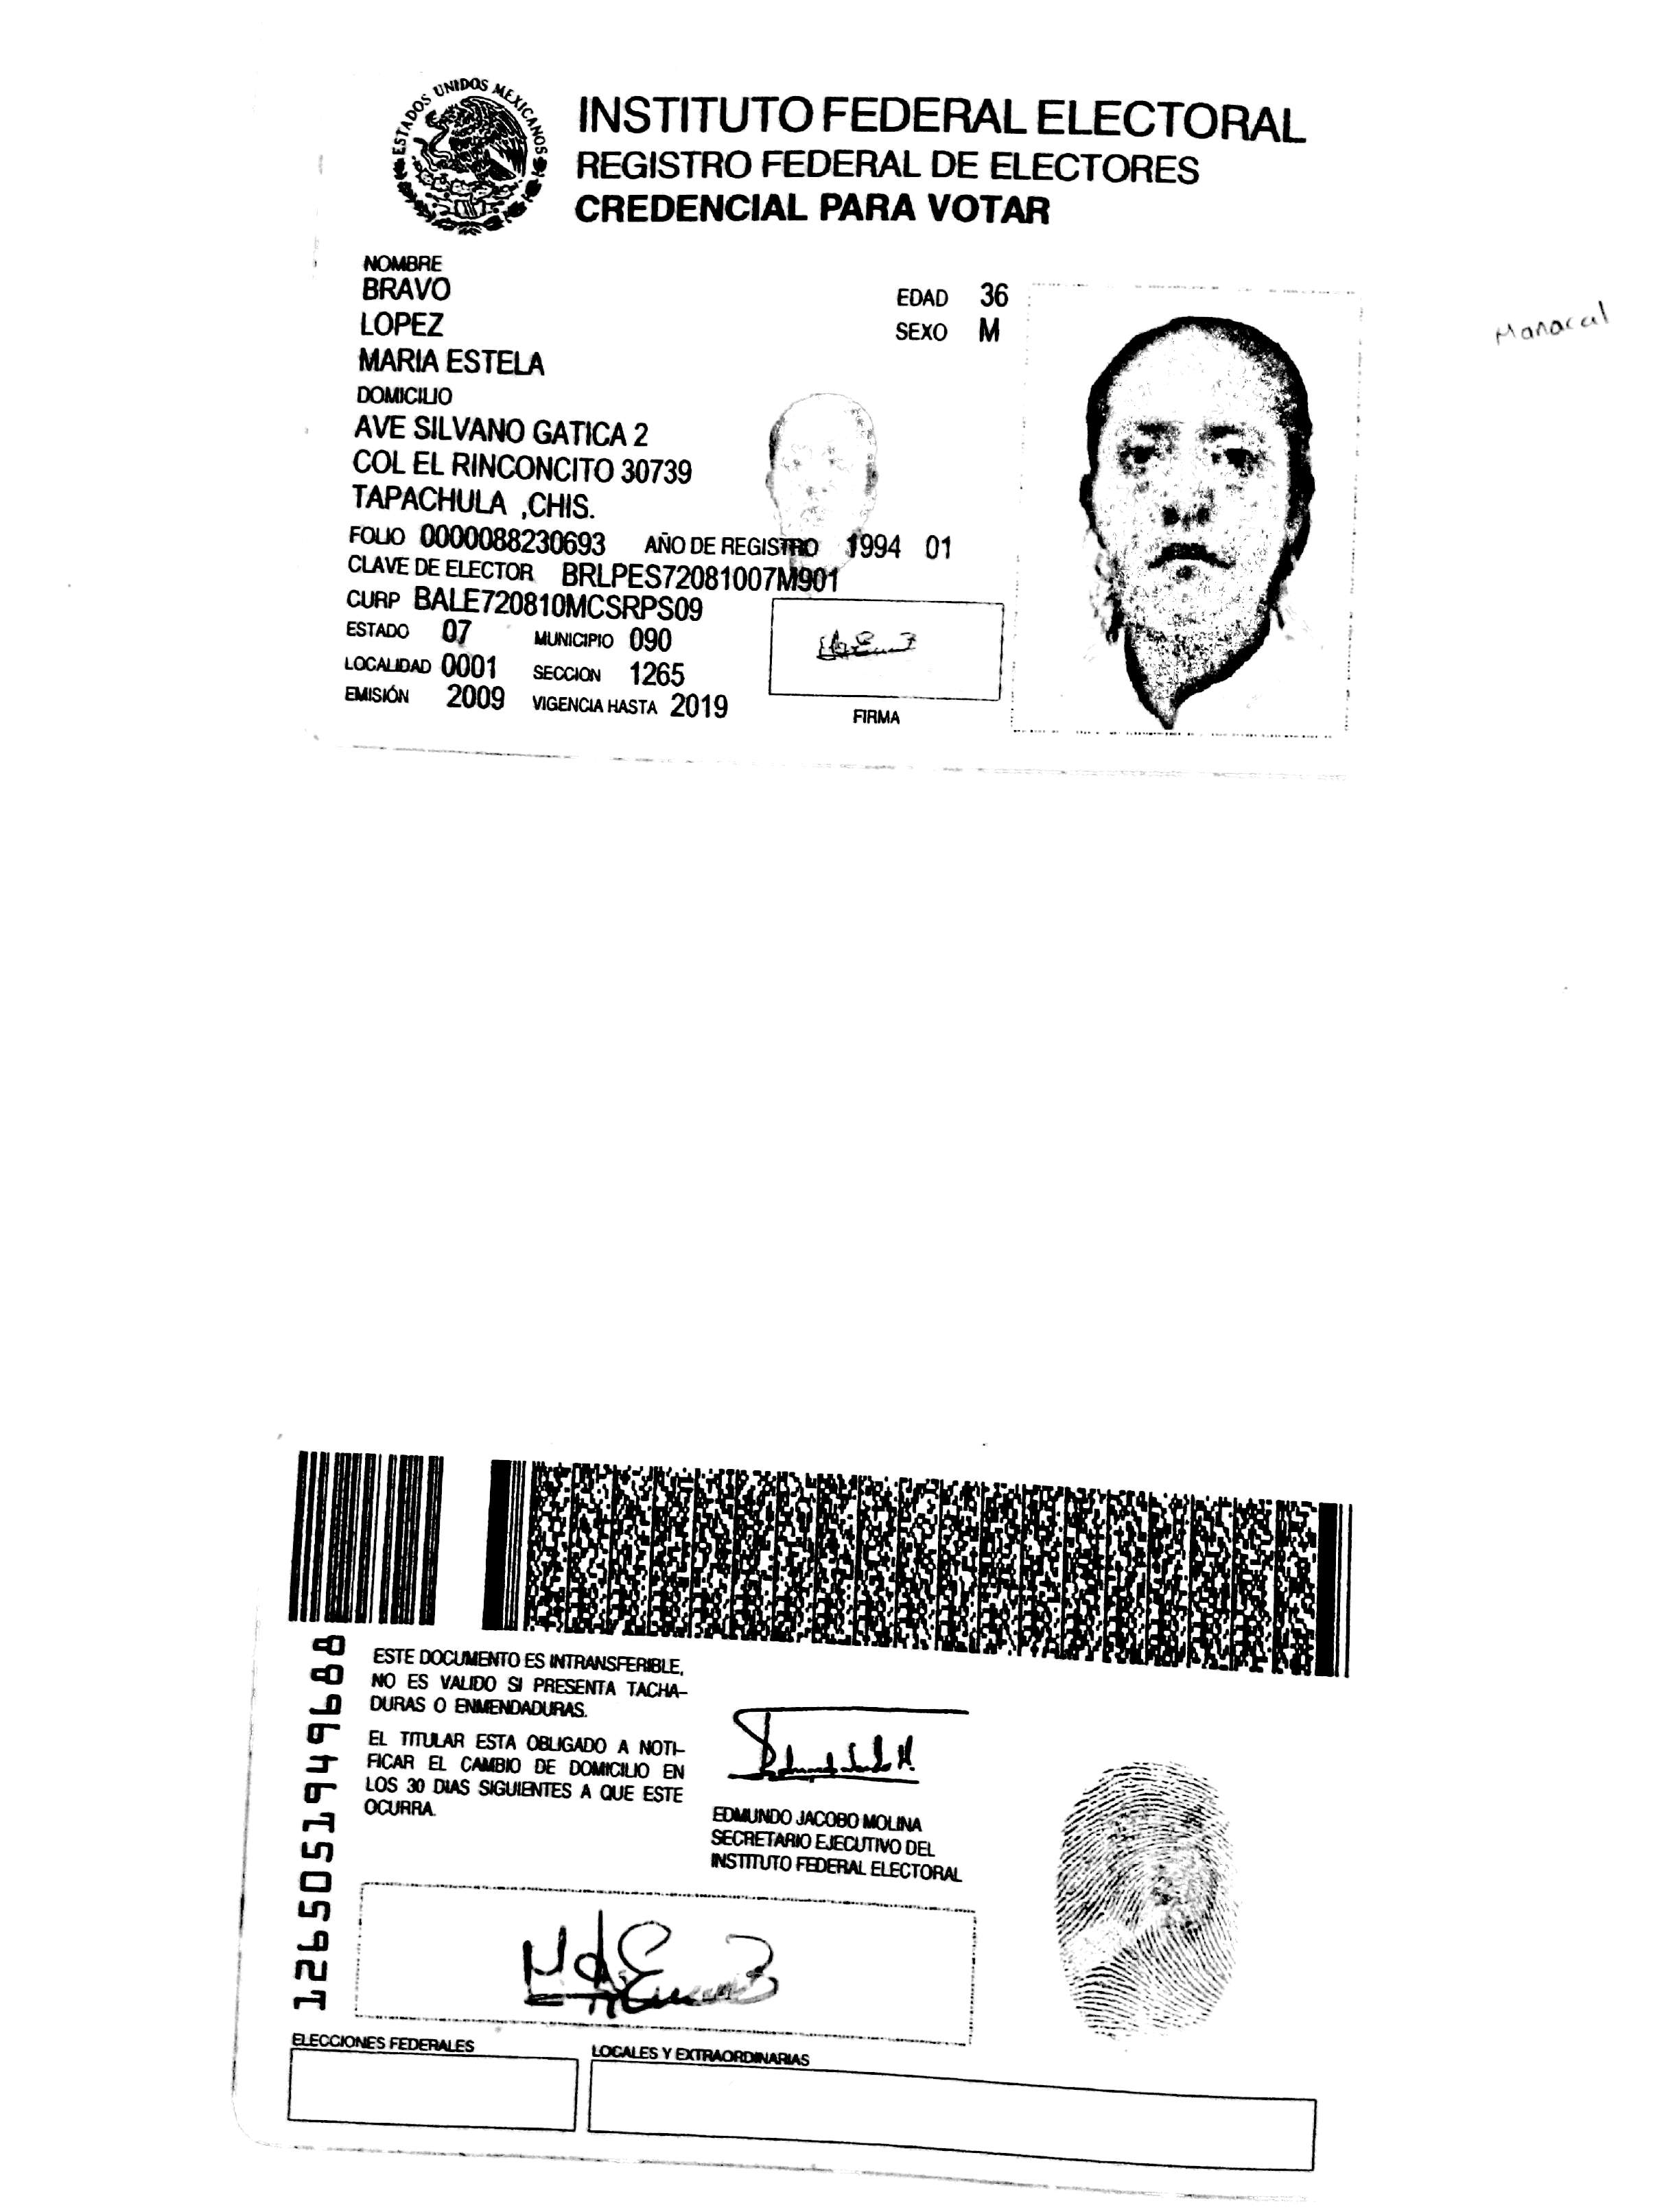 ESTADOS UNIDOS MEXICANOS
INSTITUTO FEDERAL ELECTORAL
REGISTRO FEDERAL DE ELECTORES
CREDENCIAL PARA VOTAR
NOMBRE
BRAVO
LOPEZ
MARIA ESTELA
EDAD 36
SEXO M
Manacal
DOMICILIO
AVE SILVANO GATICA 2
COL EL RINCONCITO 30739
TAPACHULA ,CHIS.
FOLIO 0000088230693 AÑO DE REGISTRO 1994 01
CLAVE DE ELECTOR BRLPES72081007M901
CURP BALE720810MCSRPS09
ESTADO 07 MUNICIPIO 090
LOCALIDAD 0001 SECCION 1265
EMISIÓN 2009 VIGENCIA HASTA 2019
FIRMA
1265051949688
ESTE DOCUMENTO ES INTRANSFERIBLE,
NO ES VALIDO SI PRESENTA TACHA-
DURAS O ENMENDADURAS.
EL TITULAR ESTA OBLIGADO A NOTI-
FICAR EL CAMBIO DE DOMICILIO EN
LOS 30 DIAS SIGUIENTES A QUE ESTE
OCURRA.
EDMUNDO JACOBO MOLINA
SECRETARIO EJECUTIVO DEL
INSTITUTO FEDERAL ELECTORAL
ELECCIONES FEDERALES
LOCALES Y EXTRAORDINARIAS